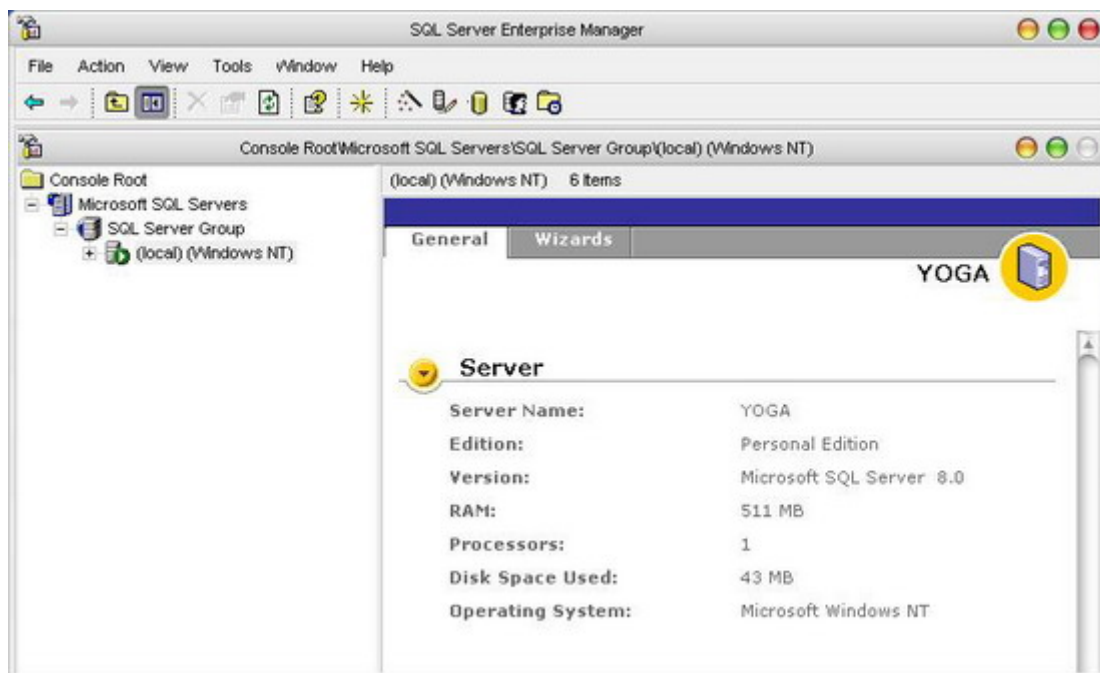 SQL Server Enterprise Manager
File Action View Tools Window Help
Console Root\Microsoft SQL Servers\SQL Server Group\(local) (Windows NT)
Console Root
Microsoft SQL Servers
SQL Server Group
(local) (Windows NT)
(local) (Windows NT) 6 Items
General Wizards
YOGA
Server
Server Name: YOGA
Edition: Personal Edition
Version: Microsoft SQL Server 8.0
RAM: 511 MB
Processors: 1
Disk Space Used: 43 MB
Operating System: Microsoft Windows NT